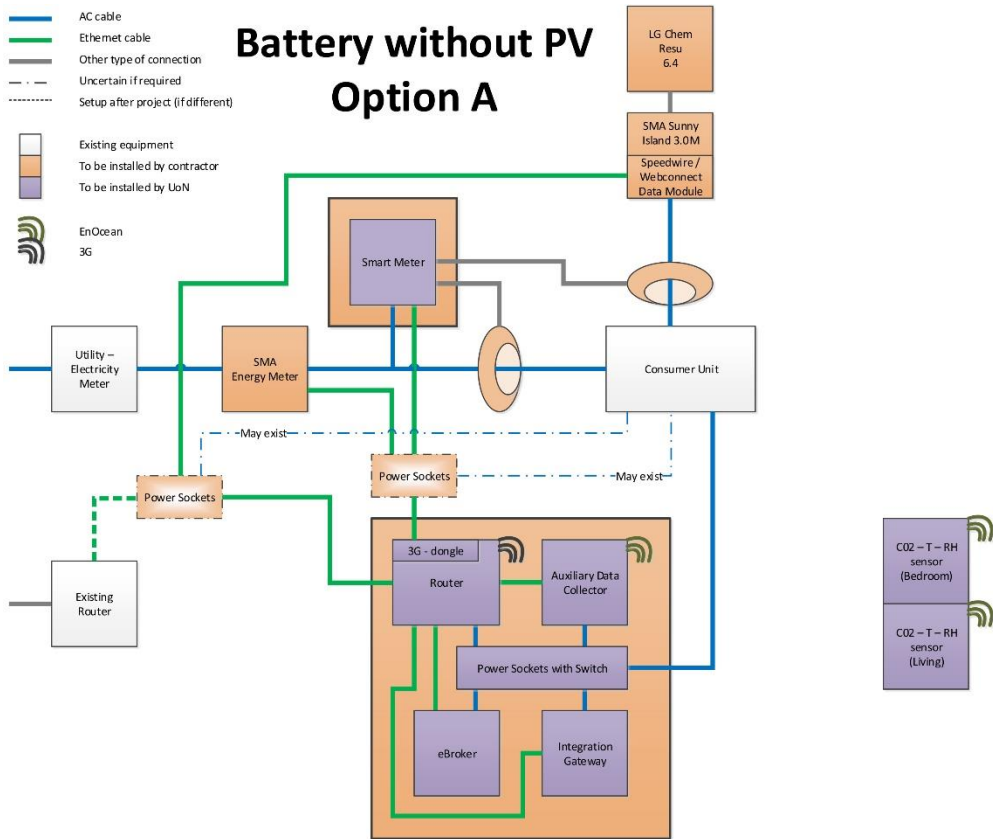 AC cable
Ethernet cable
Other type of connection
Uncertain if required
Setup after project (if different)
Existing equipment
To be installed by contractor
To be installed by UoN
EnOcean
3G
Battery without PV
Option A
LG Chem
Resu
6.4
SMA Sunny
Island 3.0M
Speedwire /
Webconnect
Data Module
Smart Meter
Utility –
Electricity
Meter
SMA
Energy Meter
Consumer Unit
May exist
Power Sockets
Power Sockets
May exist
Existing
Router
3G - dongle
Router
Auxiliary Data
Collector
Power Sockets with Switch
eBroker
Integration
Gateway
C02 – T – RH
sensor
(Bedroom)
C02 – T – RH
sensor
(Living)